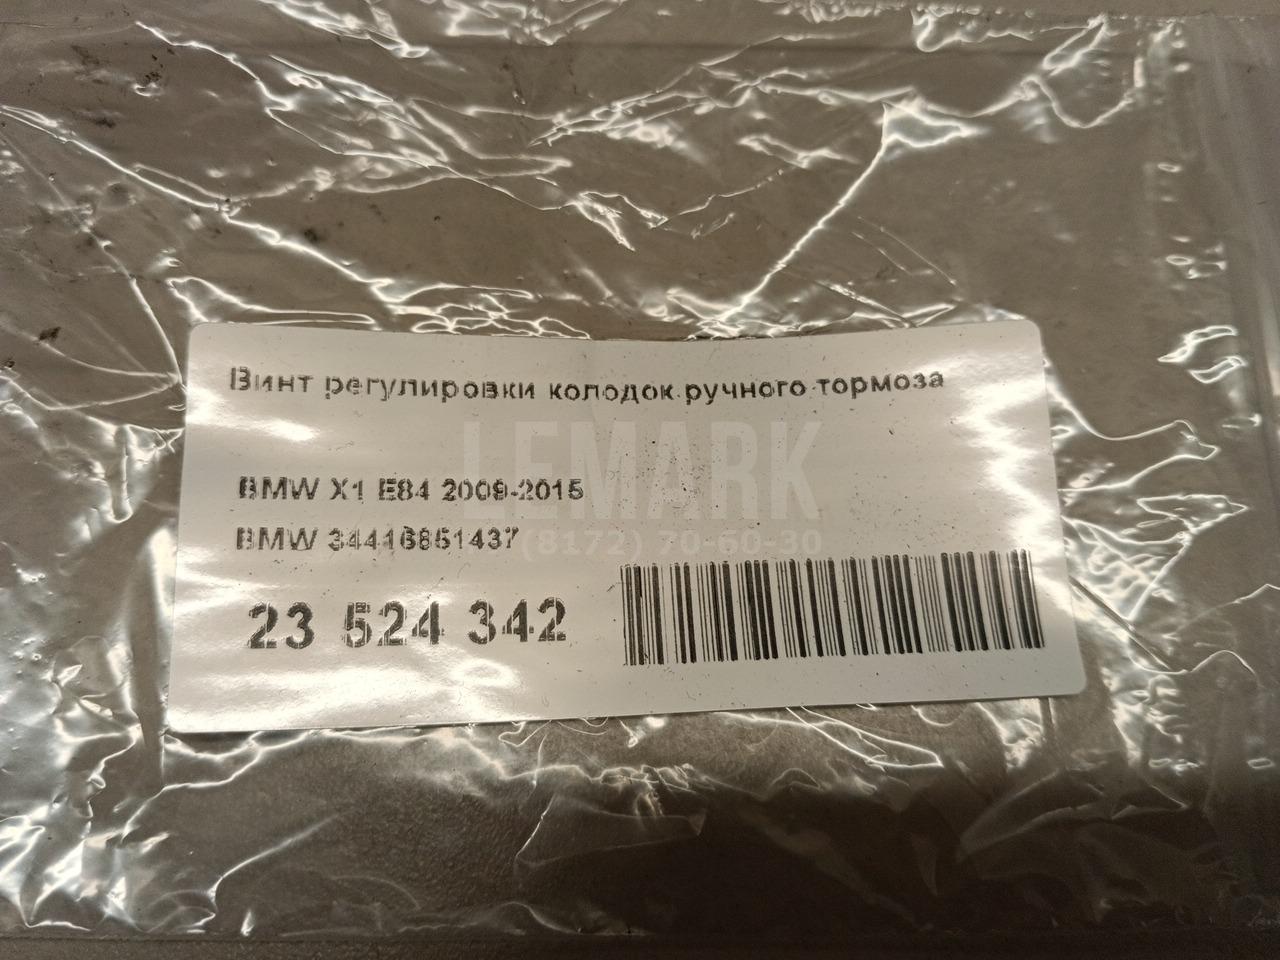 Винт регулировки колодок ручного тормоза
LEMARK
BMW X1 E84 2009-2015
BMW 34416851437
(8172) 70-60-30
23 524 342